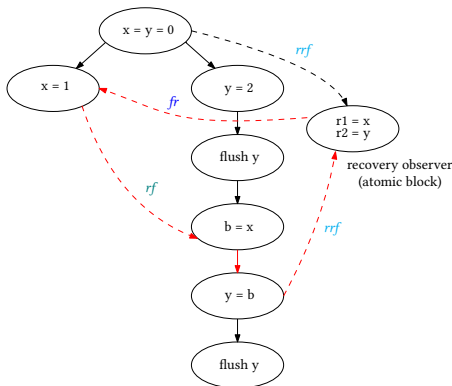 x = y = 0
rrf
x = 1
y = 2
fr
r1 = x
r2 = y
flush y
recovery observer
(atomic block)
rf
b = x
rrf
y = b
flush y